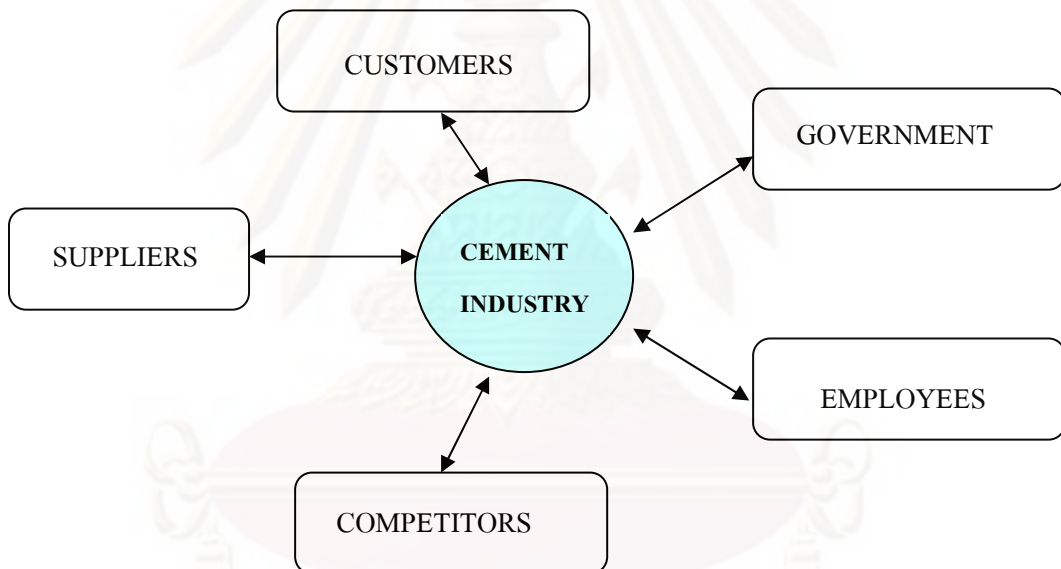 CUSTOMERS
GOVERNMENT
SUPPLIERS
CEMENT
INDUSTRY
EMPLOYEES
COMPETITORS